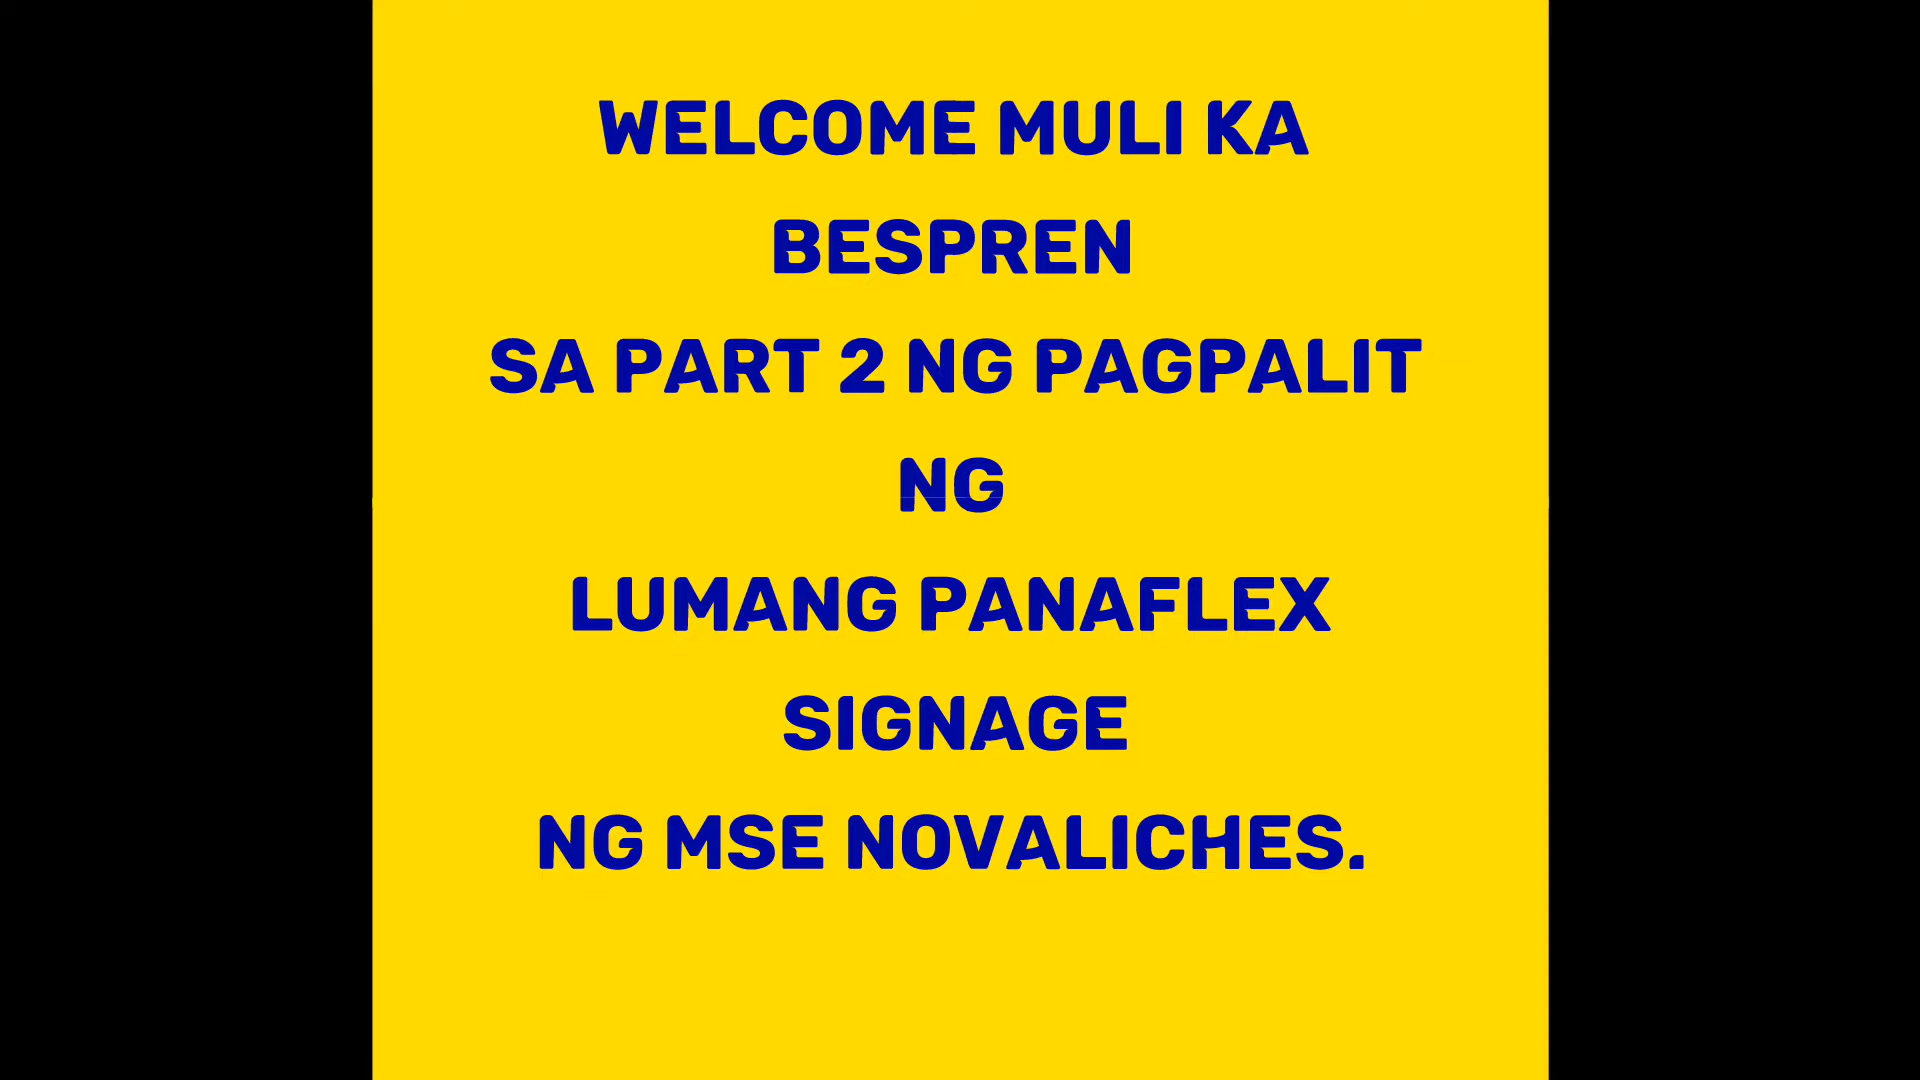 WELCOME MULI KA
BESPREN
SA PART 2 NG PAGPALIT
NG
LUMANG PANAFLEX
SIGNAGE
NG MSE NOVALICHES.